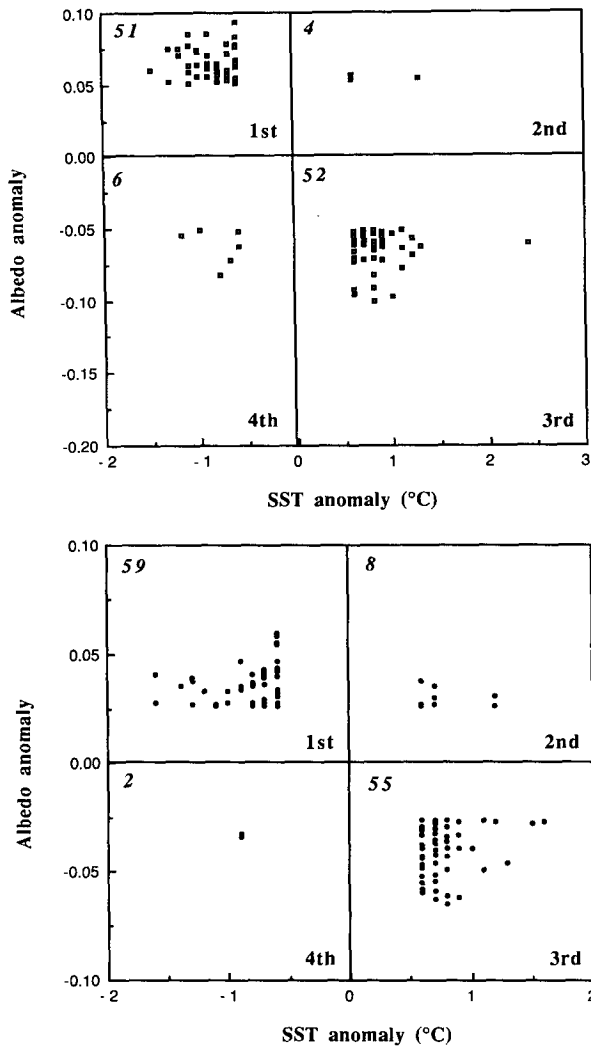 0.10
51
4
0.05
1st
2nd
0.00
6
52
-0.05
-0.10
-0.15
4th
3rd
-0.20
-2
-1
0
1
2
3
Albedo anomaly
SST anomaly (°C)
0.10
59
8
0.05
1st
2nd
0.00
2
55
-0.05
4th
3rd
-0.10
-2
-1
0
1
2
Albedo anomaly
SST anomaly (°C)